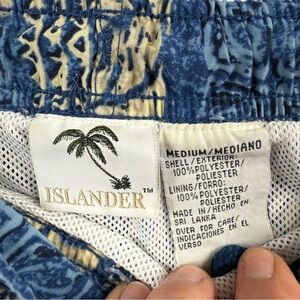 ISLANDER™
MEDIUM/MEDIANO
SHELL/EXTERIOR:
100%POLYESTER/
POLIESTER
LINING/FORRO:
100%POLYESTER/
POLIESTER
MADE IN/HECHO EN
SRI LANKA
OVER FOR CARE/
INDICACIONES EN EL
VERSO